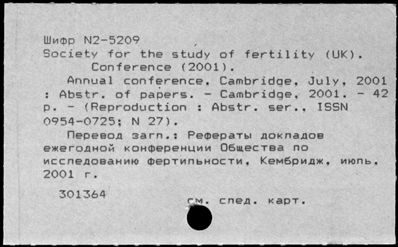 Шифр N2-5209
Society for the study of fertility (UK).
Conference (2001).
Annual conference, Cambridge, July, 2001
: Abstr. of papers. - Cambridge, 2001. - 42
p. - (Reproduction : Abstr. ser., ISSN
0954-0725; N 27).
Перевод загл.: Рефераты докладов
ежегодной конференции Общества по
исследованию фертильности, Кембридж, июль,
2001 г.
301364
см. след. карт.